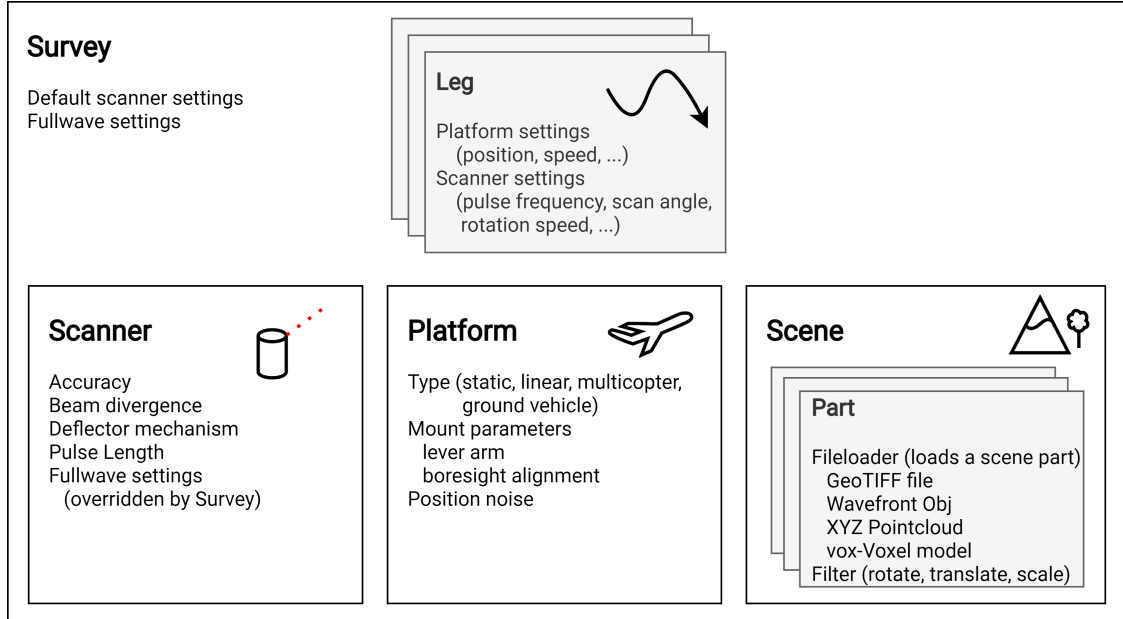 Survey
Default scanner settings
Fullwave settings
Leg
Platform settings
(position, speed, ...)
Scanner settings
(pulse frequency, scan angle,
rotation speed, ...)
Scanner
Accuracy
Beam divergence
Deflector mechanism
Pulse Length
Fullwave settings
(overridden by Survey)
Platform
Type (static, linear, multicopter,
ground vehicle)
Mount parameters
lever arm
boresight alignment
Position noise
Scene
Part
Fileloader (loads a scene part)
GeoTIFF file
Wavefront Obj
XYZ Pointcloud
vox-Voxel model
Filter (rotate, translate, scale)